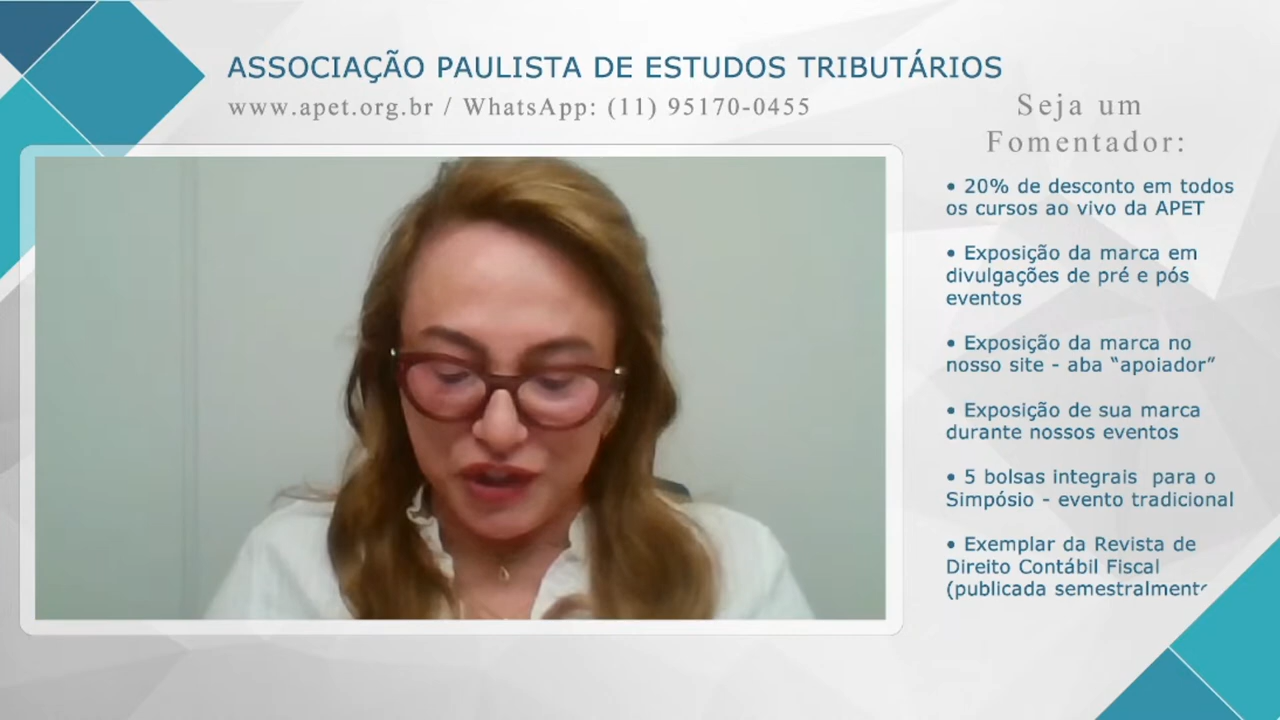 ASSOCIAÇÃO PAULISTA DE ESTUDOS TRIBUTÁRIOS
www.apet.org.br / WhatsApp: (11) 95170-0455
Seja um
Fomentador:
• 20% de desconto em todos
os cursos ao vivo da APET
• Exposição da marca em
divulgações de pré e pós
eventos
• Exposição da marca no
nosso site - aba “apoiador”
• Exposição de sua marca
durante nossos eventos
• 5 bolsas integrais para o
Simpósio - evento tradicional
• Exemplar da Revista de
Direito Contábil Fiscal
(publicada semestralmente